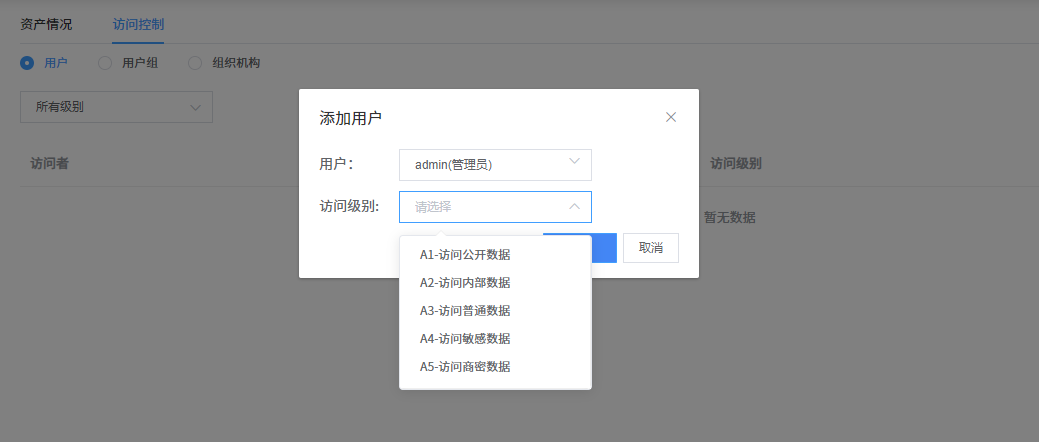 资产情况 访问控制
用户 用户组 组织机构
所有级别
添加用户
访问者
用户： admin(管理员)
访问级别
访问级别: 请选择
暂无数据
取消
A1-访问公开数据
A2-访问内部数据
A3-访问普通数据
A4-访问敏感数据
A5-访问商密数据